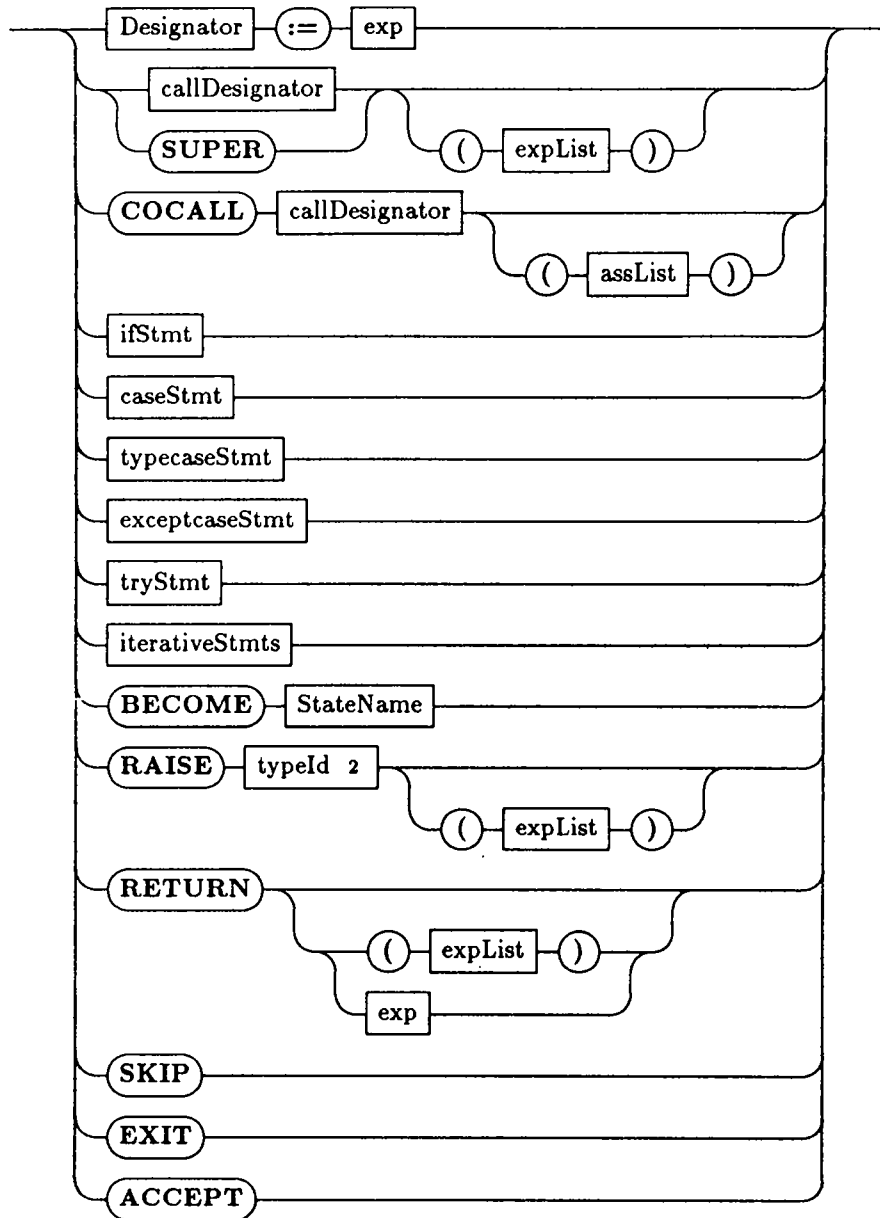 Designator := exp
callDesignator
SUPER ( expList )
COCALL callDesignator
( assList )
ifStmt
caseStmt
typecaseStmt
exceptcaseStmt
tryStmt
iterativeStmts
BECOME StateName
RAISE typeId 2
( expList )
RETURN
( expList )
exp
SKIP
EXIT
ACCEPT